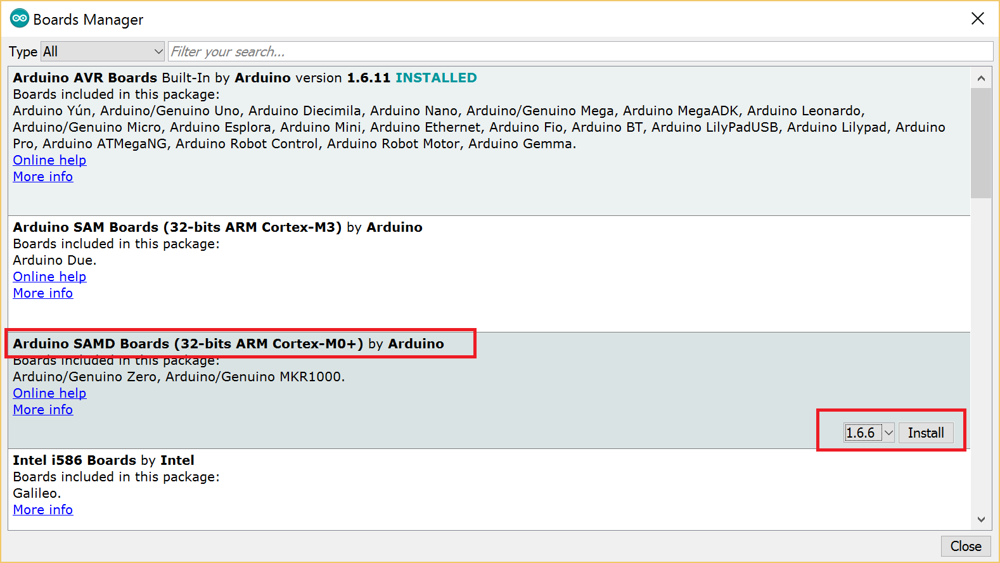 Boards Manager
Type All Filter your search...
Arduino AVR Boards Built-In by Arduino version 1.6.11 INSTALLED
Boards included in this package:
Arduino Yún, Arduino/Genuino Uno, Arduino Diecimila, Arduino Nano, Arduino/Genuino Mega, Arduino MegaADK, Arduino Leonardo,
Arduino/Genuino Micro, Arduino Esplora, Arduino Mini, Arduino Ethernet, Arduino Fio, Arduino BT, Arduino LilyPadUSB, Arduino Lilypad, Arduino
Pro, Arduino ATMegaNG, Arduino Robot Control, Arduino Robot Motor, Arduino Gemma.
Online help
More info
Arduino SAM Boards (32-bits ARM Cortex-M3) by Arduino
Boards included in this package:
Arduino Due.
Online help
More info
Arduino SAMD Boards (32-bits ARM Cortex-M0+) by Arduino
Boards included in this package:
Arduino/Genuino Zero, Arduino/Genuino MKR1000.
Online help
More info
1.6.6 Install
Intel i586 Boards by Intel
Boards included in this package:
Galileo.
More info
Close